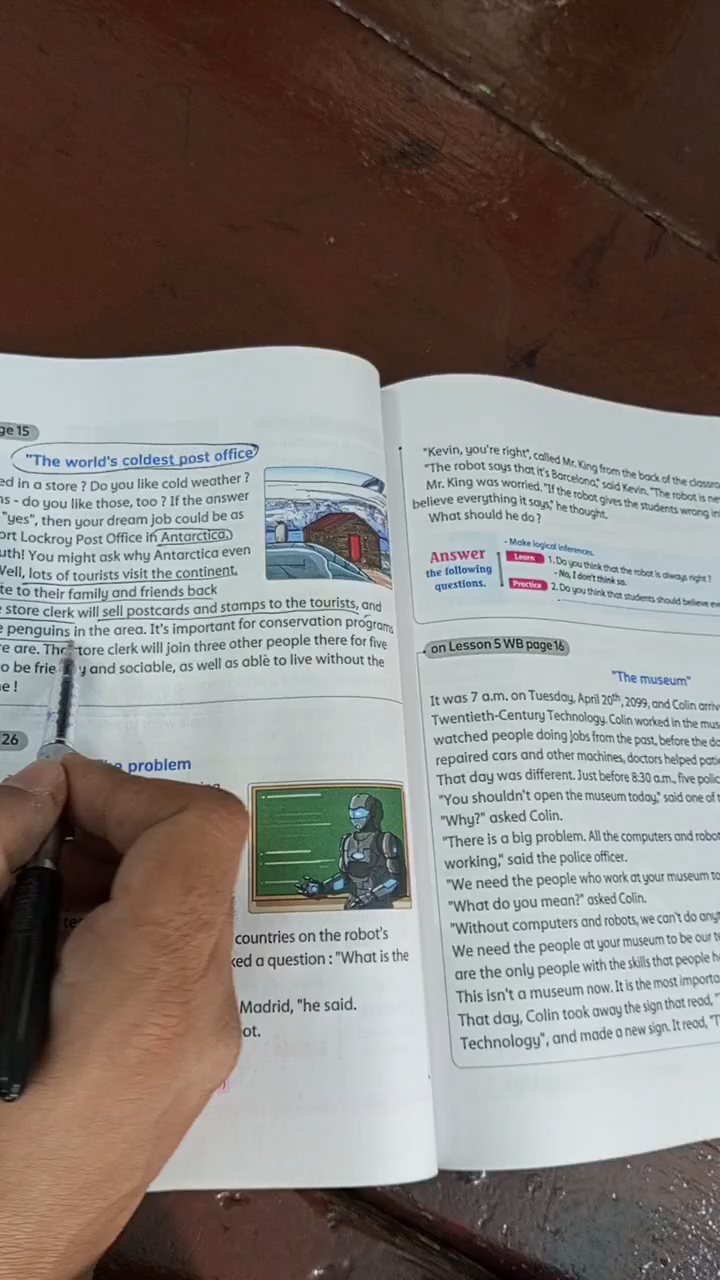 ge 15
"The world's coldest post office"
ed in a store ? Do you like cold weather ?
ns - do you like those, too ? If the answer
"yes", then your dream job could be as
ort Lockroy Post Office in Antarctica.
uth! You might ask why Antarctica even
Well, lots of tourists visit the continent,
te to their family and friends back
store clerk will sell postcards and stamps to the tourists, and
penguins in the area. It's important for conservation programs
re are. The store clerk will join three other people there for five
o be frie y and sociable, as well as able to live without the
e !
26
problem
countries on the robot's
ked a question : "What is the
Madrid, "he said.
ot.
"Kevin, you're right", called Mr. King from the back of the classro
"The robot says that it's Barcelona," said Kevin. "The robot is ne
Mr. King was worried. "If the robot gives the students wrong in
believe everything it says," he thought.
What should he do ?
Answer
the following
questions.
- Make logical inferences.
Learn 1. Do you think that the robot is always right ?
- No, I don't think so.
Practice 2. Do you think that students should believe ev
on Lesson 5 WB page 16
"The museum"
It was 7 a.m. on Tuesday, April 20th, 2099, and Colin arriv
Twentieth-Century Technology. Colin worked in the mus
watched people doing jobs from the past, before the da
repaired cars and other machines, doctors helped patie
That day was different. Just before 8:30 a.m., five polic
"You shouldn't open the museum today," said one of t
"Why?" asked Colin.
"There is a big problem. All the computers and robo
working," said the police officer.
"We need the people who work at your museum to
"What do you mean?" asked Colin.
"Without computers and robots, we can't do any
We need the people at your museum to be our te
are the only people with the skills that people h
This isn't a museum now. It is the most importa
That day, Colin took away the sign that read, "
Technology", and made a new sign. It read, "T